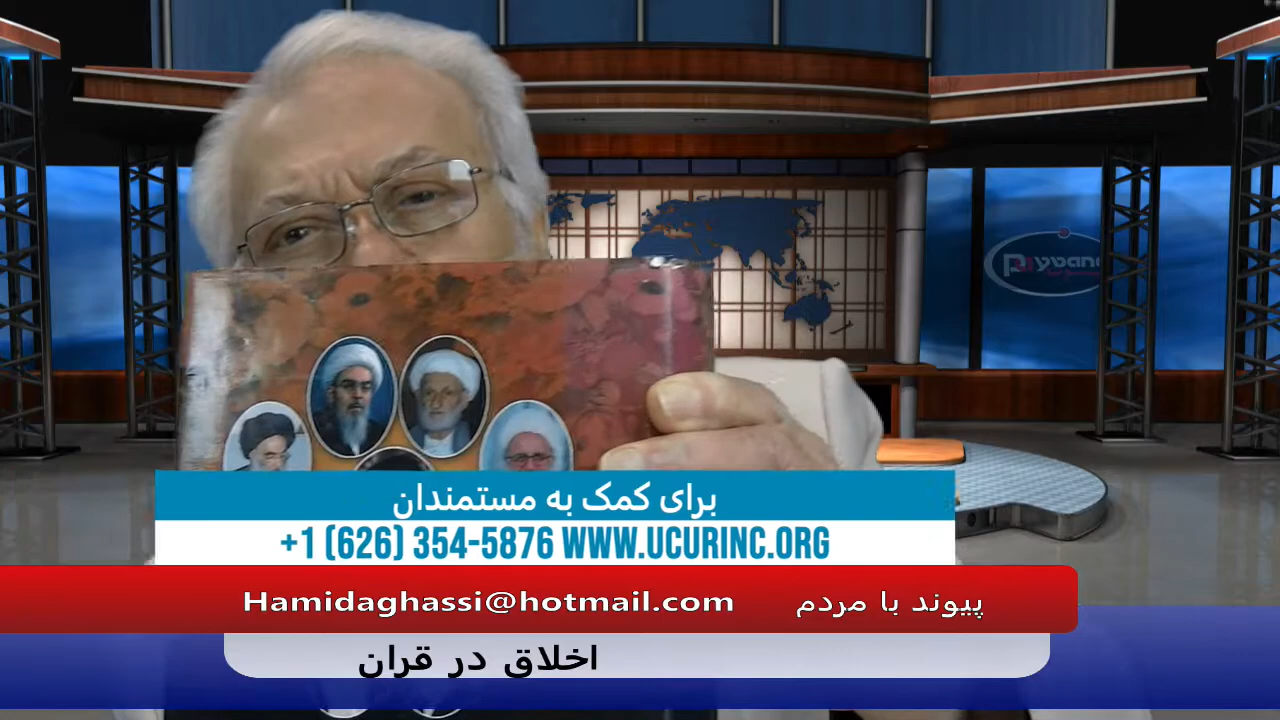 Payvand
برای کمک به مستمندان
+1 (626) 354-5876 WWW.UCURINC.ORG
Hamidaghassi@hotmail.com پیوند با مردم
اخلاق در قران